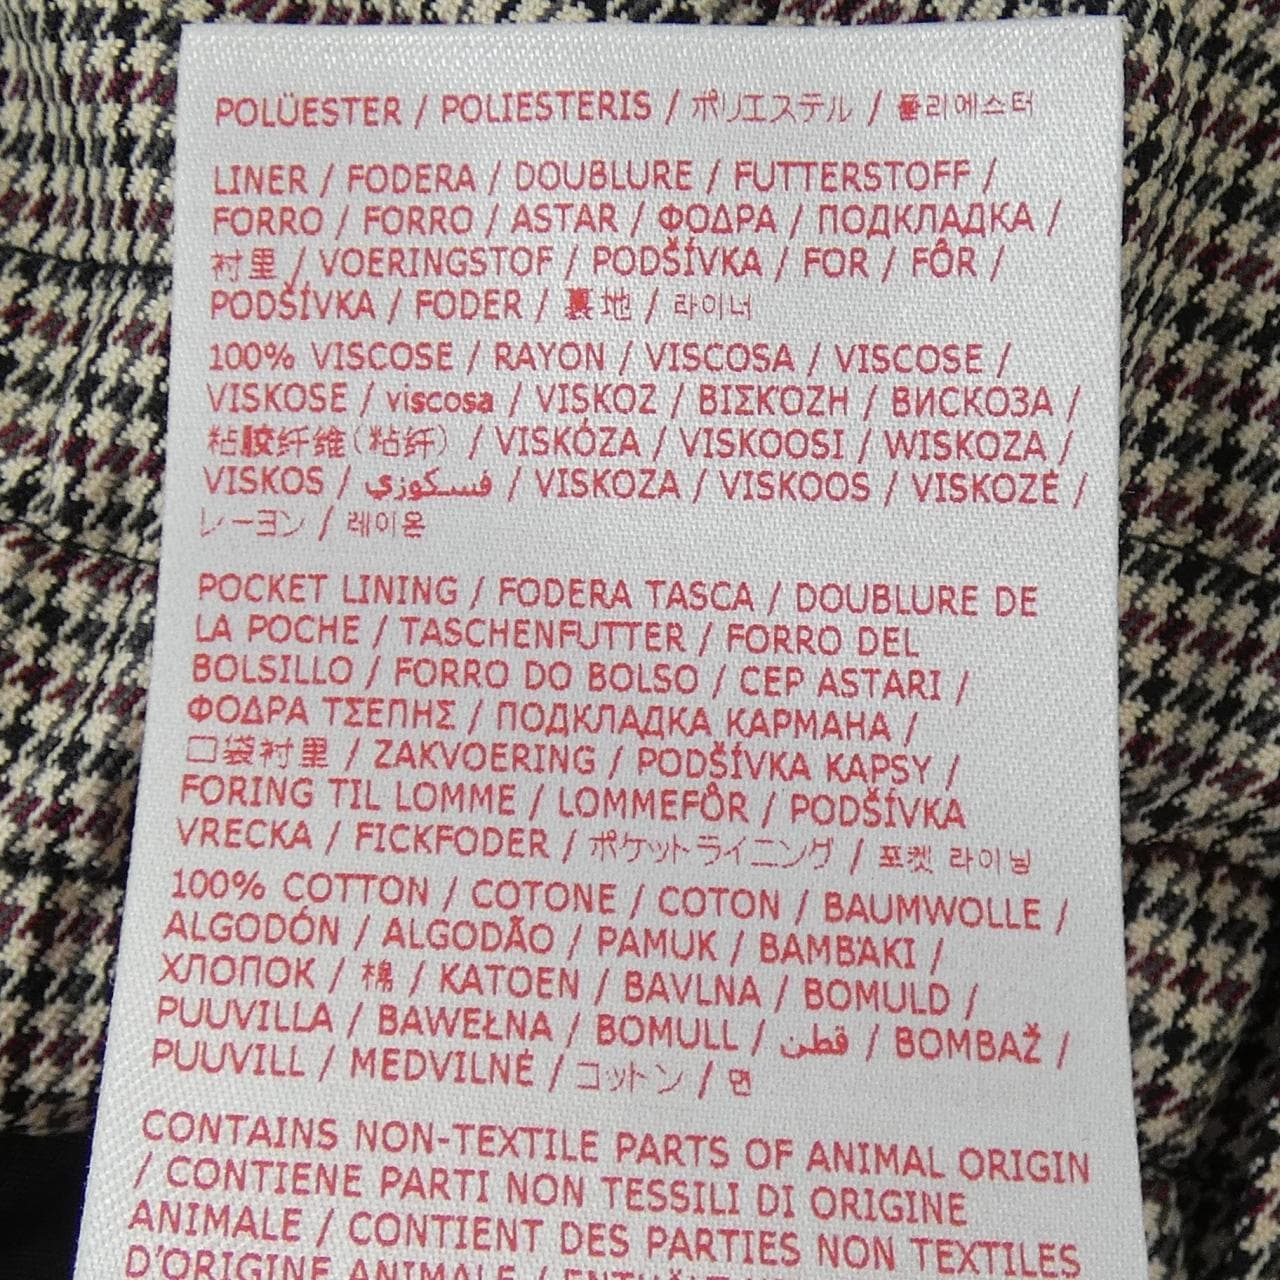 POLÜESTER / POLIESTERIS / ポリエステル / 폴리에스터
LINER / FODERA / DOUBLURE / FUTTERSTOFF /
FORRO / FORRO / ASTAR / ΦΟΔΡΑ / ПОДКЛАДКА /
衬里 / VOERINGSTOF / PODŠÍVKA / FOR / FÔR /
PODŠÍVKA / FODER / 裏地 / 라이너
100% VISCOSE / RAYON / VISCOSA / VISCOSE /
VISKOSE / viscosa / VISKOZ / ΒΙΣΚΌΖΗ / ВИСКОЗА /
粘胶纤维(粘纤) / VISKÓZA / VISKOOSI / WISKOZA /
VISKOS / فسكوزي / VISKOZA / VISKOOS / VISKOZĖ /
レーヨン / 레이온
POCKET LINING / FODERA TASCA / DOUBLURE DE
LA POCHE / TASCHENFUTTER / FORRO DEL
BOLSILLO / FORRO DO BOLSO / CEP ASTARI /
ΦΟΔΡΑ ΤΣΕΠΗΣ / ПОДКЛАДКА КАРМАНА /
口袋衬里 / ZAKVOERING / PODŠÍVKA KAPSY /
FORING TIL LOMME / LOMMEFÔR / PODŠÍVKA
VRECKA / FICKFODER / ポケットライニング / 포켓 라이닝
100% COTTON / COTONE / COTON / BAUMWOLLE /
ALGODÓN / ALGODÃO / PAMUK / ΒΑΜΒΆΚΙ /
ХЛОПОК / 棉 / KATOEN / BAVLNA / BOMULD /
PUUVILLA / BAWEŁNA / BOMULL / قطن / BOMBAŽ /
PUUVILL / MEDVILNĖ / コットン / 면
CONTAINS NON-TEXTILE PARTS OF ANIMAL ORIGIN
/ CONTIENE PARTI NON TESSILI DI ORIGINE
ANIMALE / CONTIENT DES PARTIES NON TEXTILES
D'ORIGINE ANIMALE /